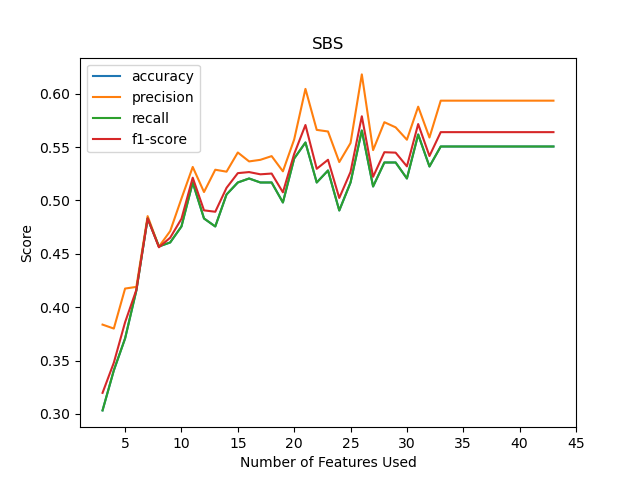 SBS
accuracy
precision
recall
f1-score
0.60
0.55
0.50
0.45
0.40
0.35
0.30
Score
5 10 15 20 25 30 35 40 45
Number of Features Used